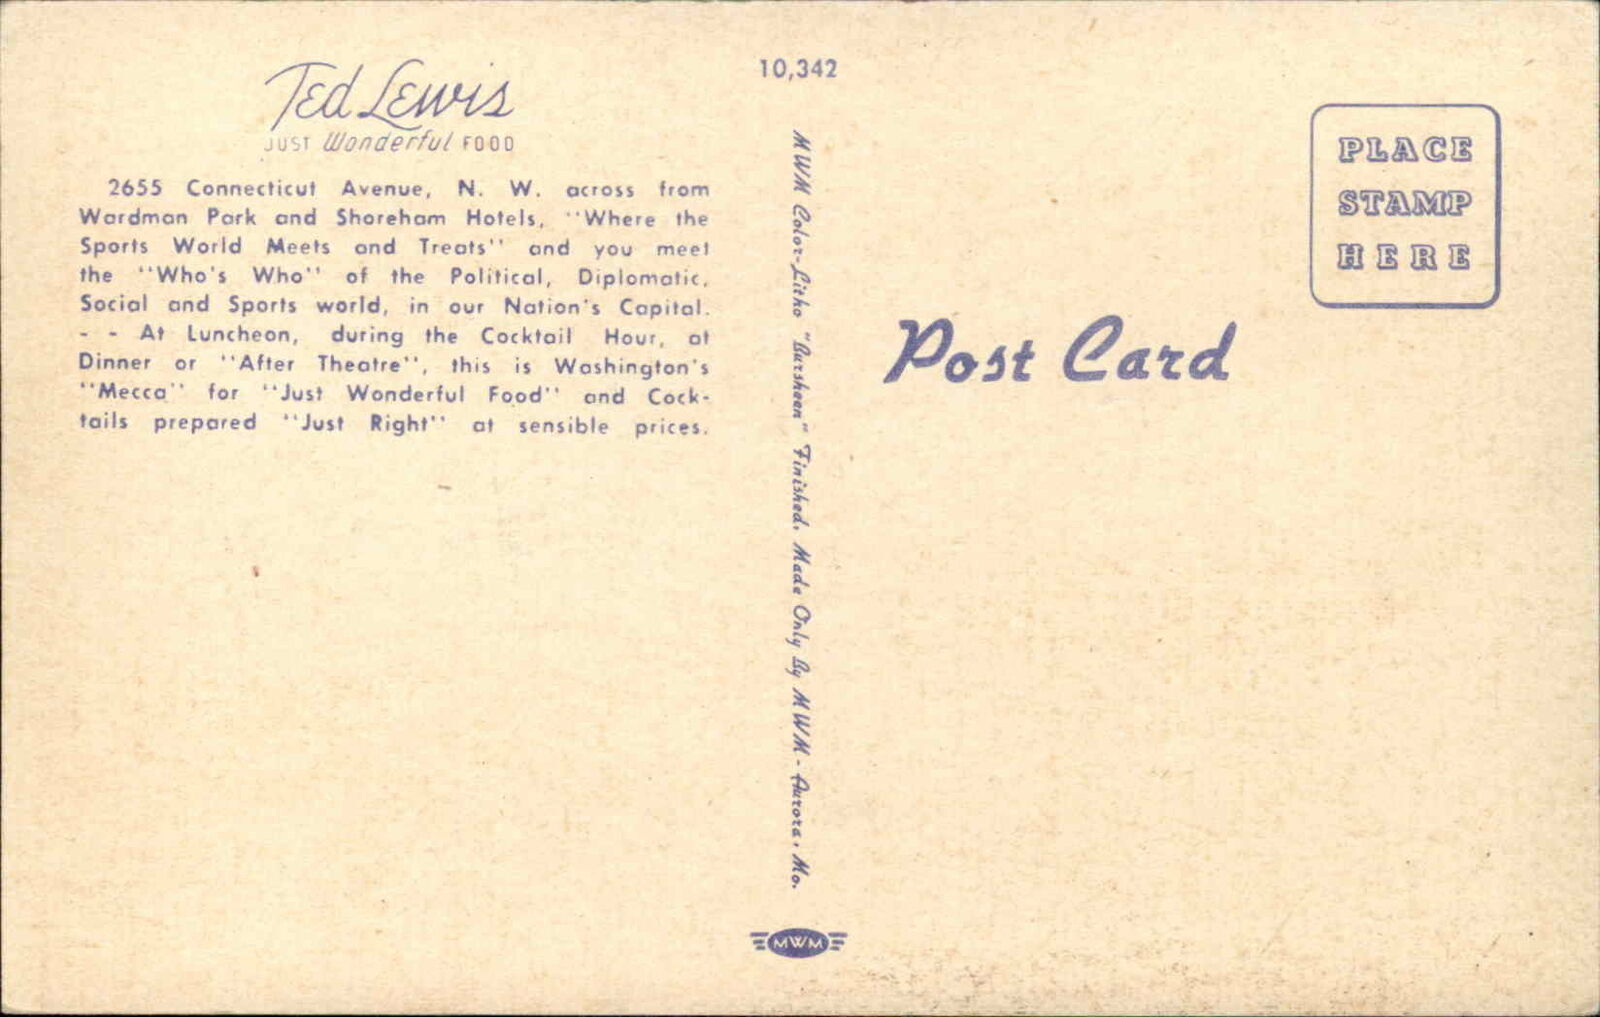 Ted Lewis
JUST Wonderful FOOD
2655 Connecticut Avenue, N. W. across from
Wardman Park and Shoreham Hotels, "Where the
Sports World Meets and Treats" and you meet
the "Who's Who" of the Political, Diplomatic,
Social and Sports world, in our Nation's Capital.
- - At Luncheon, during the Cocktail Hour, at
Dinner or "After Theatre", this is Washington's
"Mecca" for "Just Wonderful Food" and Cock-
tails prepared "Just Right" at sensible prices.
10,342
MWM Color-Litho "Bursheen" Finished. Made Only By MWM - Aurora, Mo.
MWM
PLACE
STAMP
HERE
Post Card